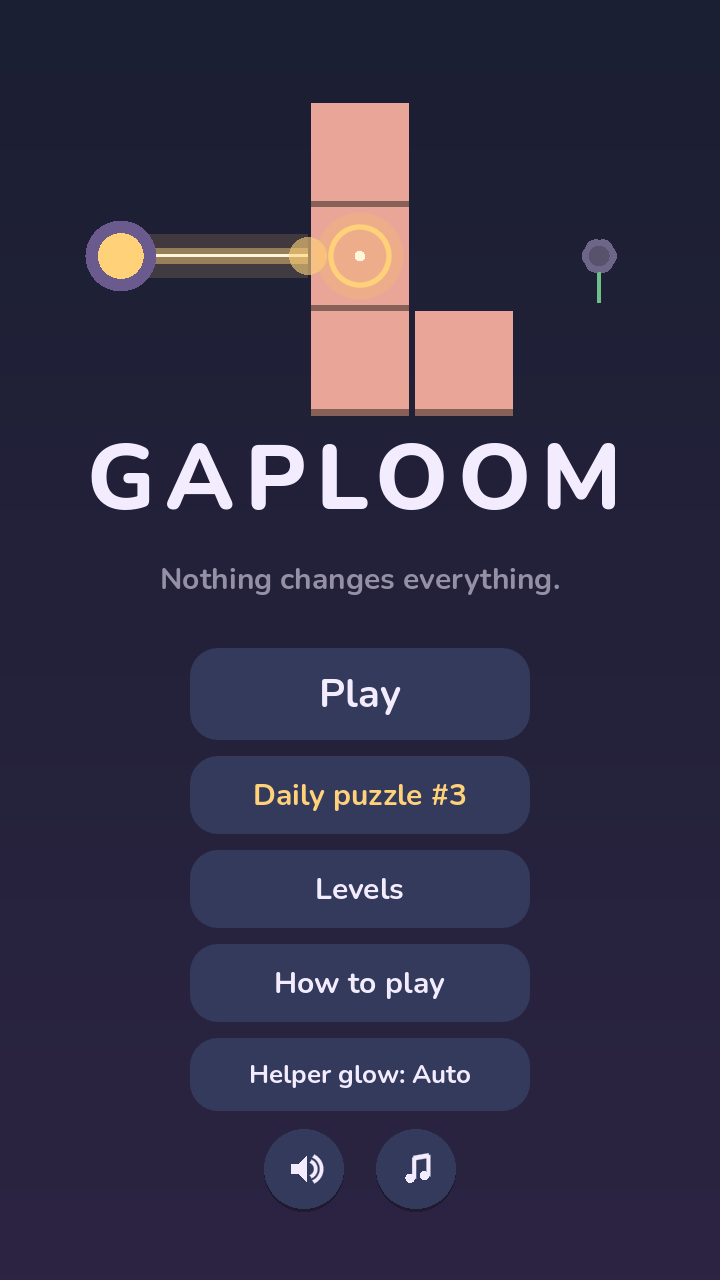 GAPLOOM
Nothing changes everything.
Play
Daily puzzle #3
Levels
How to play
Helper glow: Auto